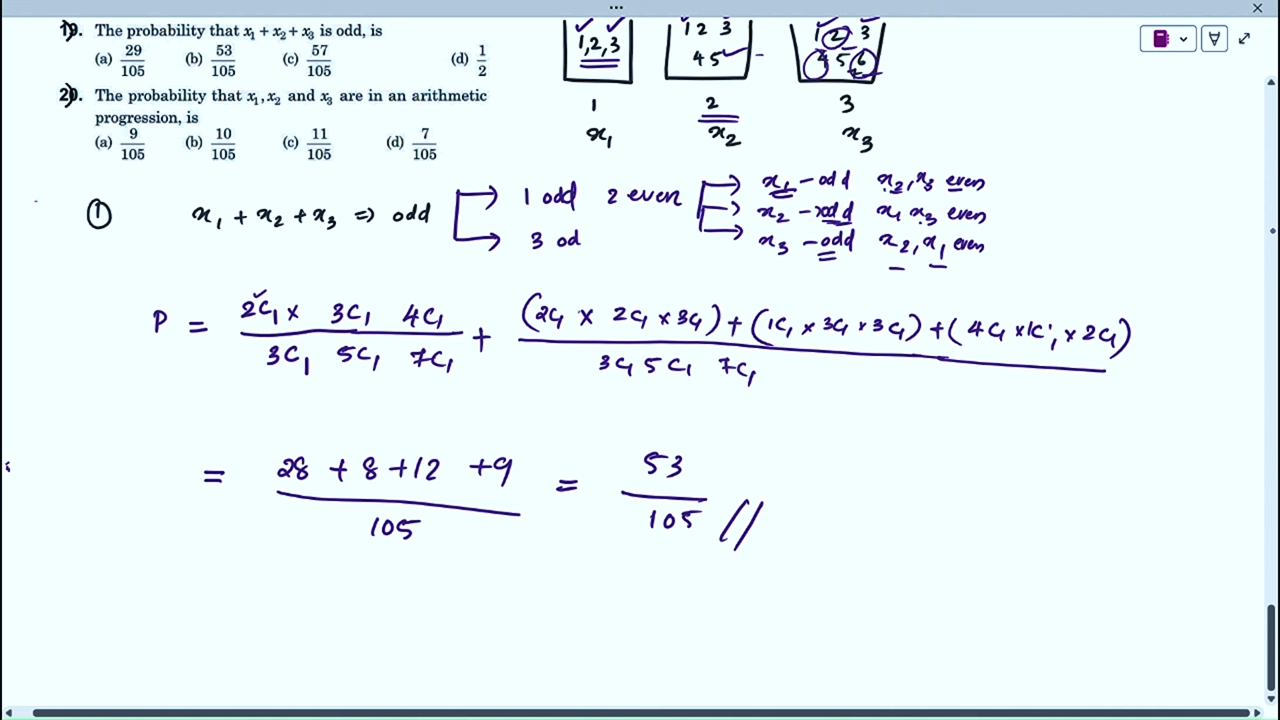 19. The probability that x₁ + x₂ + x₃ is odd, is
(a) 29/105 (b) 53/105 (c) 57/105 (d) 1/2
20. The probability that x₁, x₂ and x₃ are in an arithmetic
progression, is
(a) 9/105 (b) 10/105 (c) 11/105 (d) 7/105
1,2,3
1 2 3
4 5
1 2 3
4 5 6
1 2 3
x₁ x₂ x₃
① x₁ + x₂ + x₃ ⇒ odd
1 odd 2 even
3 od
x₁ – odd x₂, x₃ even
x₂ – odd x₁ x₃ even
x₃ – odd x₂, x₁ even
P = 2C₁ × 3C₁ 4C₁ / 3C₁ 5C₁ 7C₁ + (2C₁ × 2C₁ × 3C₁) + (1C₁ × 3C₁ × 3C₁) + (4C₁ × 1C₁ × 2C₁) / 3C₁ 5C₁ 7C₁
= 28 + 8 + 12 + 9 / 105 = 53 / 105 //